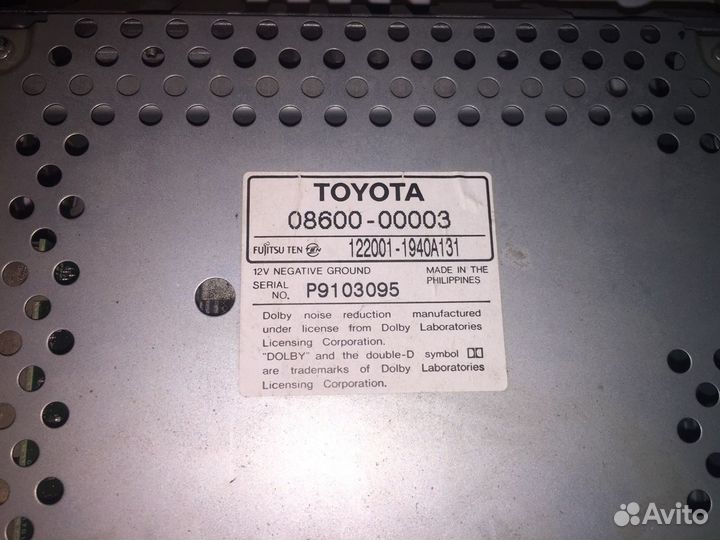 TOYOTA
08600-00003
FUJITSU TEN TEN 122001-1940A131
12V NEGATIVE GROUND MADE IN THE PHILIPPINES
SERIAL NO. P9103095
Dolby noise reduction manufactured
under license from Dolby Laboratories
Licensing Corporation.
"DOLBY" and the double-D symbol
are trademarks of Dolby Laboratories
Licensing Corporation.
Avito